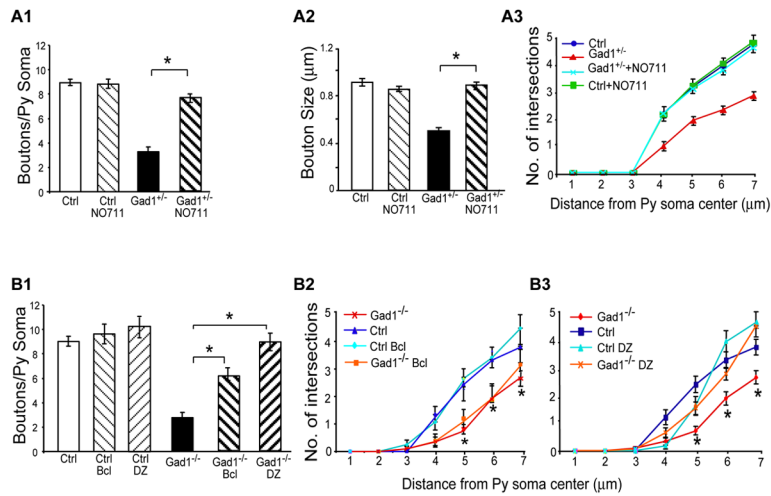 A1
Boutons/Py Soma
12
10
8
6
4
2
0
*
Ctrl
Ctrl
NO711
Gad1+/-
Gad1+/-
NO711
A2
Bouton Size (µm)
1.2
0.8
0.4
0
*
Ctrl
Ctrl
NO711
Gad1+/-
Gad1+/-
NO711
A3
No. of intersections
5
4
3
2
1
0
Ctrl
Gad1+/-
Gad1+/-+NO711
Ctrl+NO711
1 2 3 4 5 6 7
Distance from Py soma center (µm)
B1
Boutons/Py Soma
12
10
8
6
4
2
0
*
*
Ctrl
Ctrl
Bcl
Ctrl
DZ
Gad1-/-
Gad1-/-
Bcl
Gad1-/-
DZ
B2
No. of intersections
5
4
3
2
1
0
Gad1-/-
Ctrl
Ctrl Bcl
Gad1-/- Bcl
* * *
1 2 3 4 5 6 7
B3
5
4
3
2
1
0
Gad1-/-
Ctrl
Ctrl DZ
Gad1-/- DZ
* * *
1 2 3 4 5 6 7
Distance from Py soma center (µm)